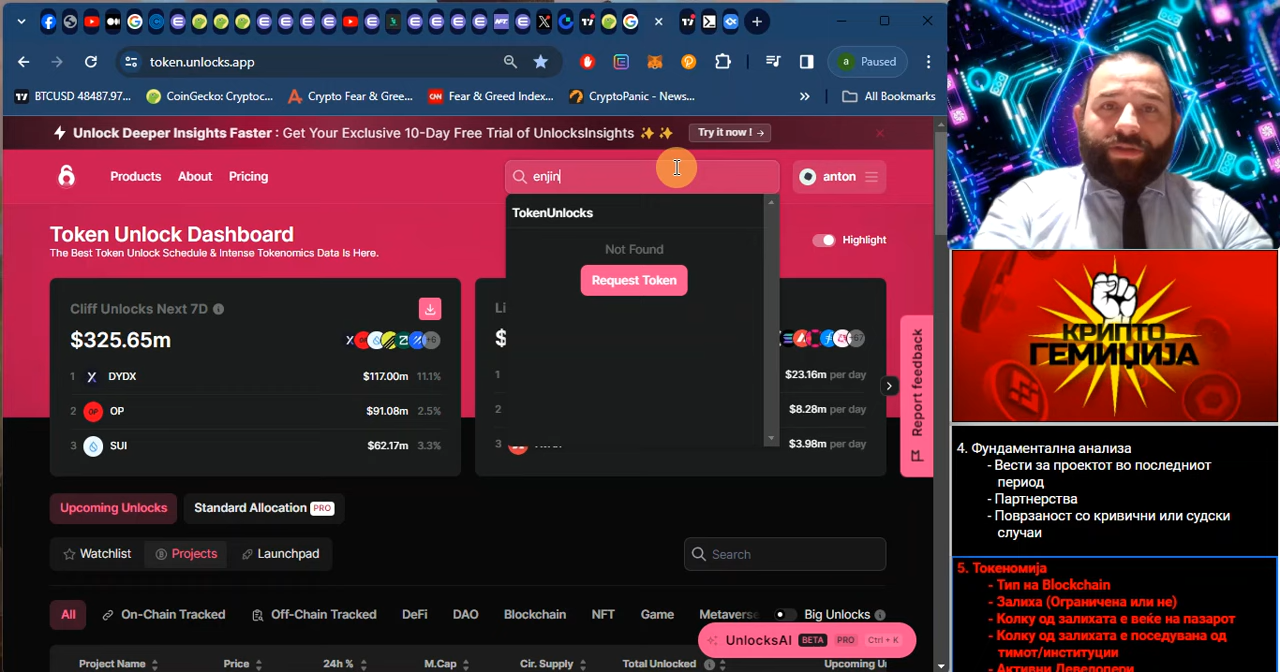 token.unlocks.app
a Paused
BTCUSD 48487.97...
CoinGecko: Cryptoc...
Crypto Fear & Gree...
Fear & Greed Index...
CryptoPanic - News...
All Bookmarks
Unlock Deeper Insights Faster : Get Your Exclusive 10-Day Free Trial of UnlocksInsights
Try it now !
Products
About
Pricing
enjin
anton
TokenUnlocks
Not Found
Request Token
Token Unlock Dashboard
The Best Token Unlock Schedule & Intense Tokenomics Data Is Here.
Highlight
Cliff Unlocks Next 7D
$325.65m
+6
1 DYDX $117.00m 11.1%
2 OP $91.08m 2.5%
3 SUI $62.17m 3.3%
Li
$
+67
1 $23.16m per day
2 $8.28m per day
3 $3.98m per day
Report feedback
Upcoming Unlocks
Standard Allocation PRO
Watchlist
Projects
Launchpad
Search
All
On-Chain Tracked
Off-Chain Tracked
DeFi
DAO
Blockchain
NFT
Game
Metaverse
Big Unlocks
UnlocksAI BETA PRO Ctrl + K
Project Name
Price
24h %
M.Cap
Cir. Supply
Total Unlocked
Upcoming U
КРИПТО
ГЕМИЏИЈА
4. Фундаментална анализа
- Вести за проектот во последниот
период
- Партнерства
- Поврзаност со кривични или судски
случаи
5. Токеномија
- Тип на Blockchain
- Залиха (Ограничена или не)
- Колку од залихата е веќе на пазарот
- Колку од залихата е поседувана од
тимот/институции
- Активни Девелопери